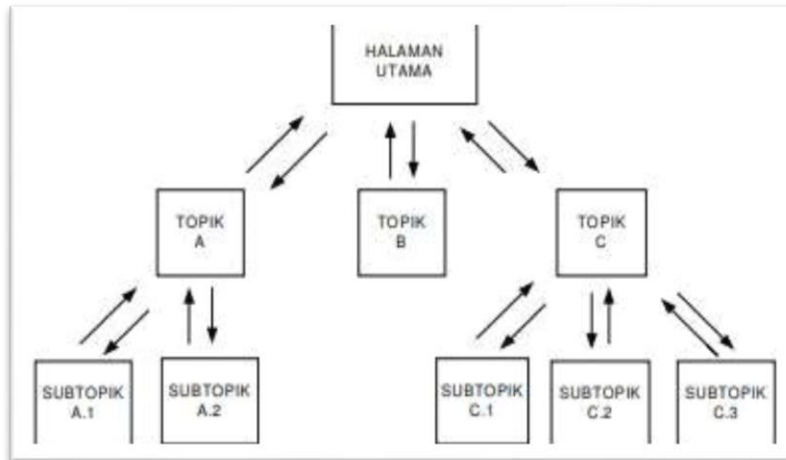 HALAMAN
UTAMA
TOPIK
A
TOPIK
B
TOPIK
C
SUBTOPIK
A.1
SUBTOPIK
A.2
SUBTOPIK
C.1
SUBTOPIK
C.2
SUBTOPIK
C.3